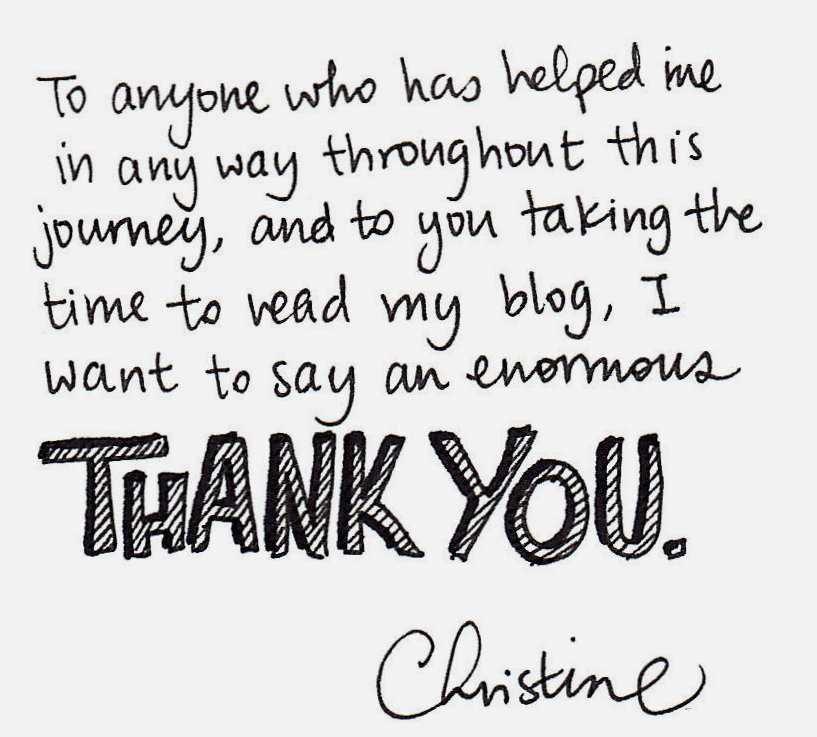 To anyone who has helped me
in any way throughout this
journey, and to you taking the
time to read my blog, I
want to say an enormous
THANK YOU.
Christine